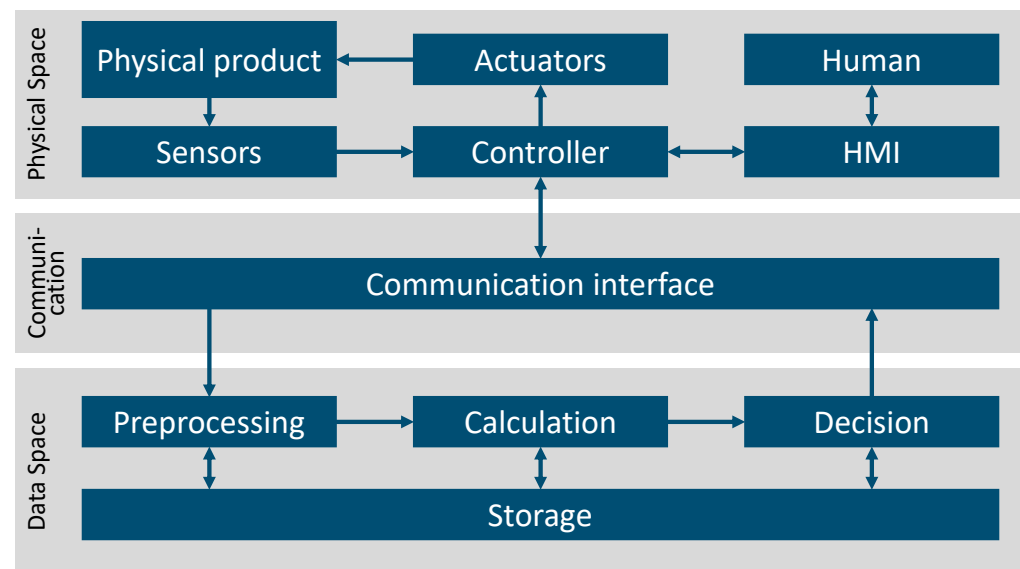 Physical Space
Physical product
Actuators
Human
Sensors
Controller
HMI
Communi-
cation
Communication interface
Data Space
Preprocessing
Calculation
Decision
Storage